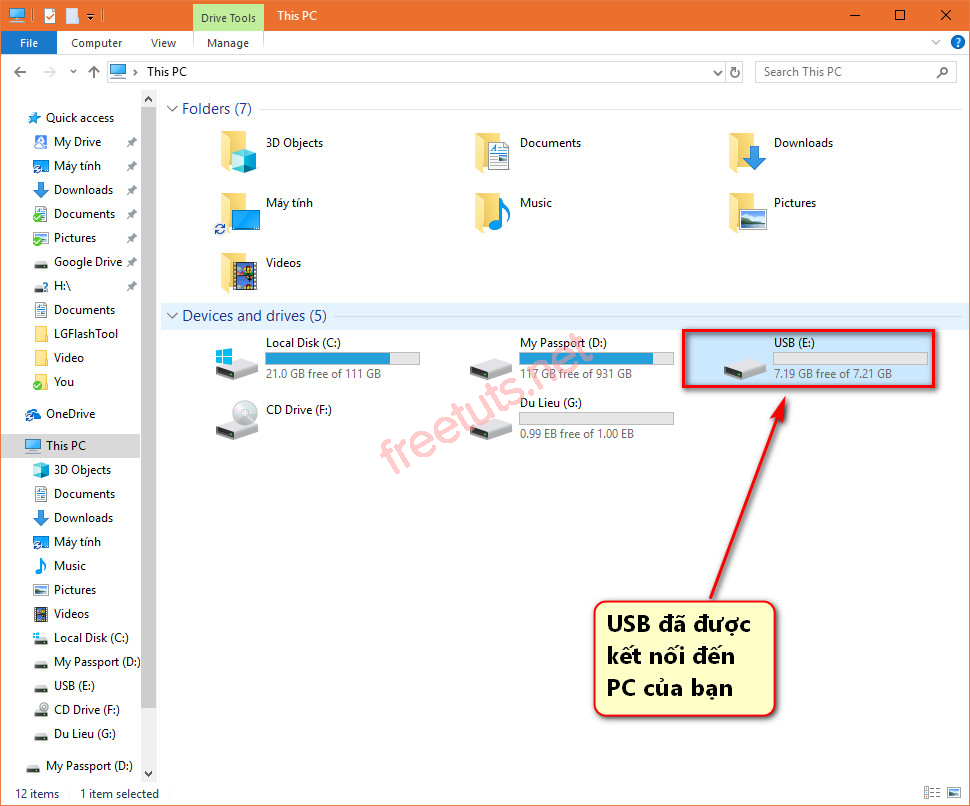 Drive Tools
This PC
File
Computer
View
Manage
This PC
Search This PC
Quick access
My Drive
Máy tính
Downloads
Documents
Pictures
Google Drive
H:\
Documents
LGFlashTool
Video
You
OneDrive
This PC
3D Objects
Documents
Downloads
Máy tính
Music
Pictures
Videos
Local Disk (C:)
My Passport (D:)
USB (E:)
CD Drive (F:)
Du Lieu (G:)
My Passport (D:)
Folders (7)
3D Objects
Documents
Downloads
Máy tính
Music
Pictures
Videos
Devices and drives (5)
Local Disk (C:)
21.0 GB free of 111 GB
My Passport (D:)
117 GB free of 931 GB
USB (E:)
7.19 GB free of 7.21 GB
CD Drive (F:)
Du Lieu (G:)
0.99 EB free of 1.00 EB
freetuts.net
USB đã được
kết nối đến
PC của bạn
12 items
1 item selected